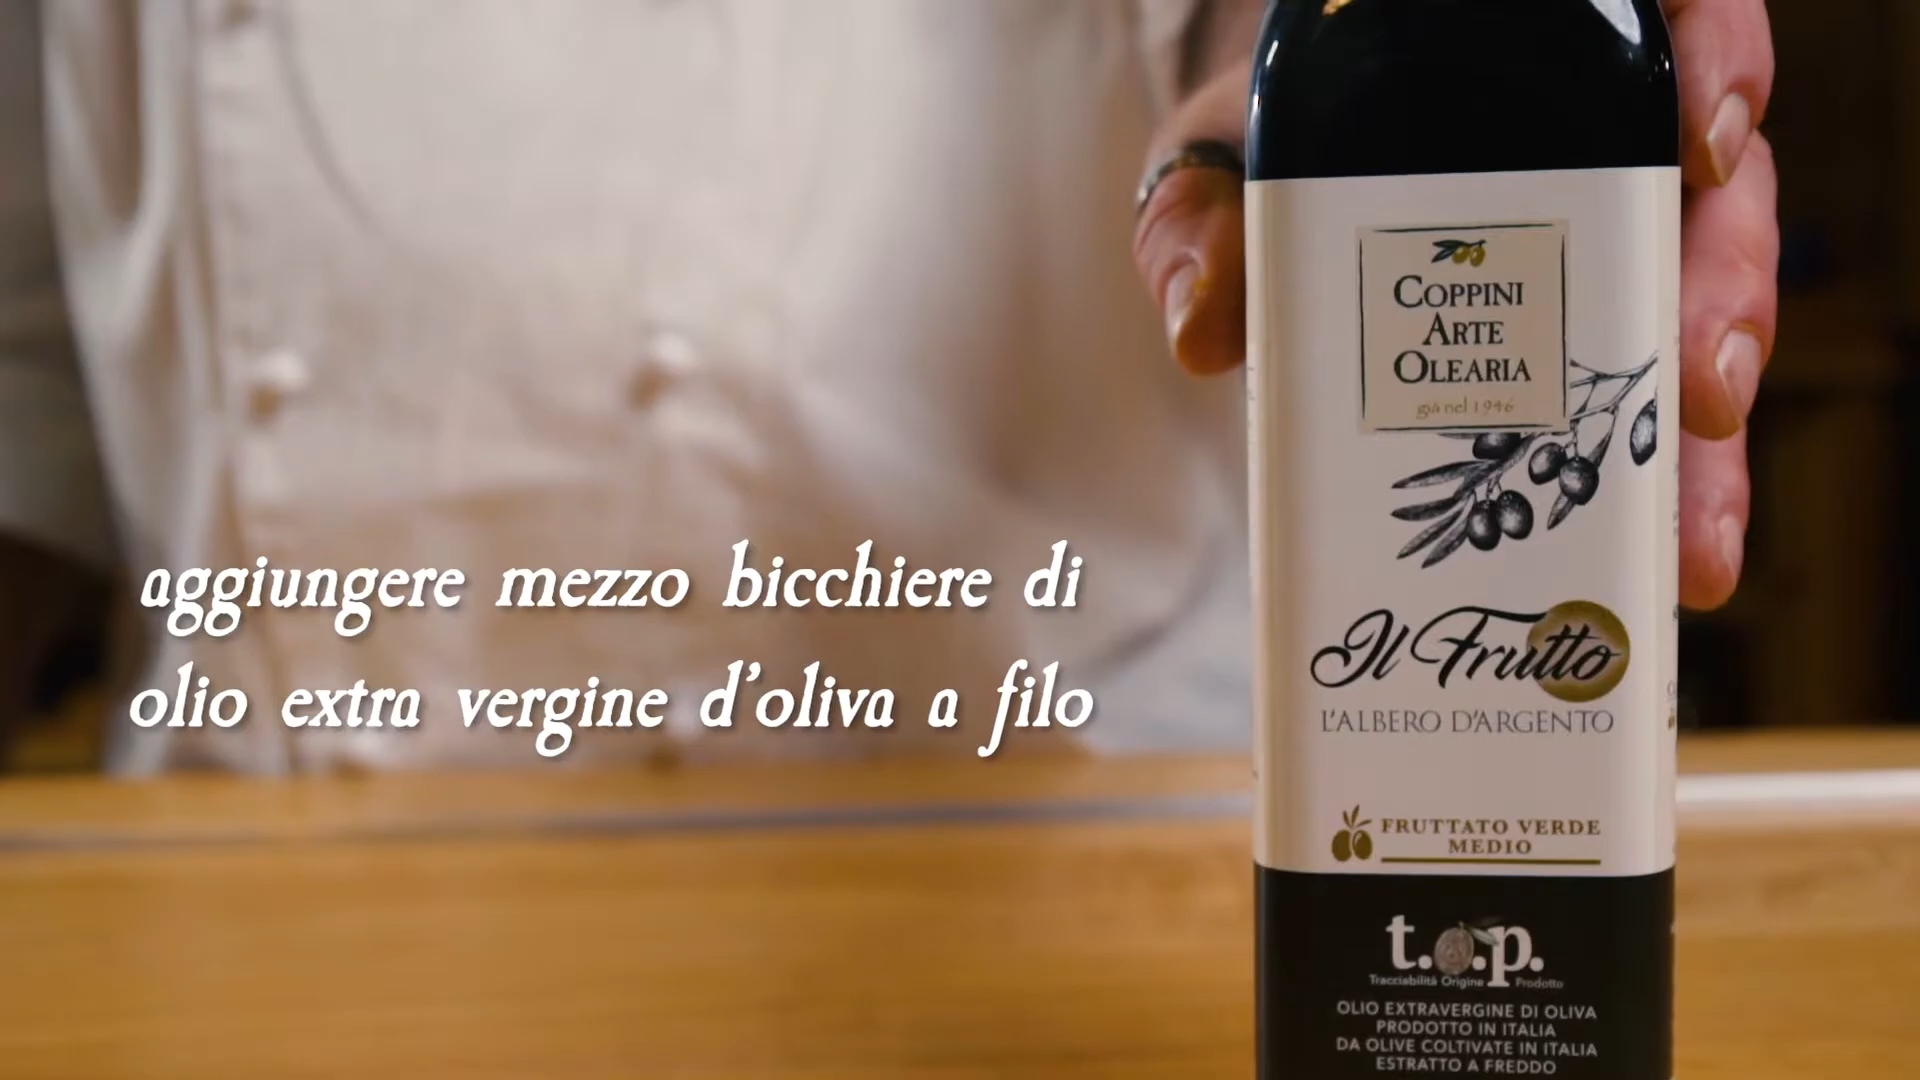 aggiungere mezzo bicchiere di
olio extra vergine d'oliva a filo
COPPINI
ARTE
OLEARIA
già nel 1946
Il Frutto
L'ALBERO D'ARGENTO
FRUTTATO VERDE
MEDIO
t.o.p.
Tracciabilità Origine Prodotto
OLIO EXTRAVERGINE DI OLIVA
PRODOTTO IN ITALIA
DA OLIVE COLTIVATE IN ITALIA
ESTRATTO A FREDDO